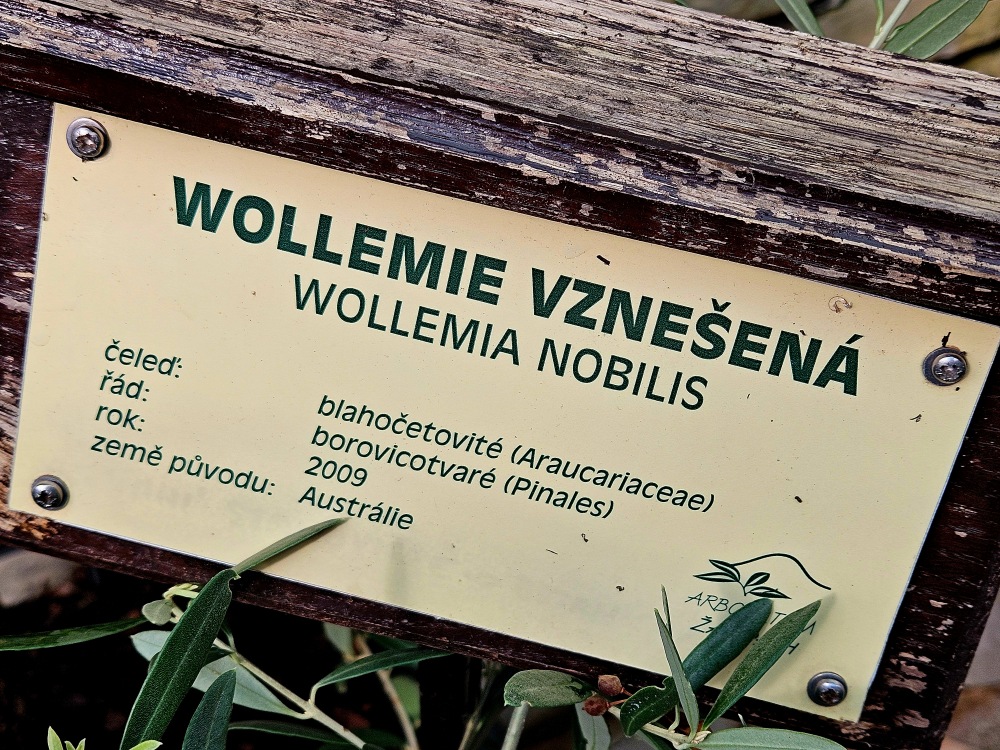 WOLLEMIE VZNEŠENÁ
WOLLEMIA NOBILIS
čeleď: blahočetovité (Araucariaceae)
řád: borovicotvaré (Pinales)
rok: 2009
země původu: Austrálie